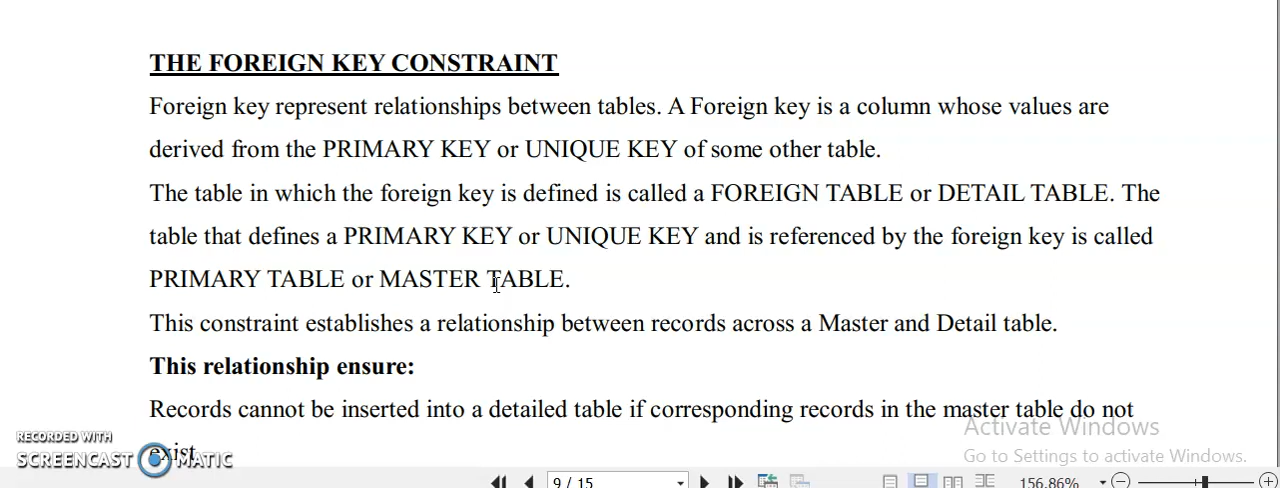 THE FOREIGN KEY CONSTRAINT
Foreign key represent relationships between tables. A Foreign key is a column whose values are
derived from the PRIMARY KEY or UNIQUE KEY of some other table.
The table in which the foreign key is defined is called a FOREIGN TABLE or DETAIL TABLE. The
table that defines a PRIMARY KEY or UNIQUE KEY and is referenced by the foreign key is called
PRIMARY TABLE or MASTER TABLE.
This constraint establishes a relationship between records across a Master and Detail table.
This relationship ensure:
Records cannot be inserted into a detailed table if corresponding records in the master table do not
exist
Activate Windows
Go to Settings to activate Windows.
RECORDED WITH
SCREENCAST MATIC
9 / 15
156.86%